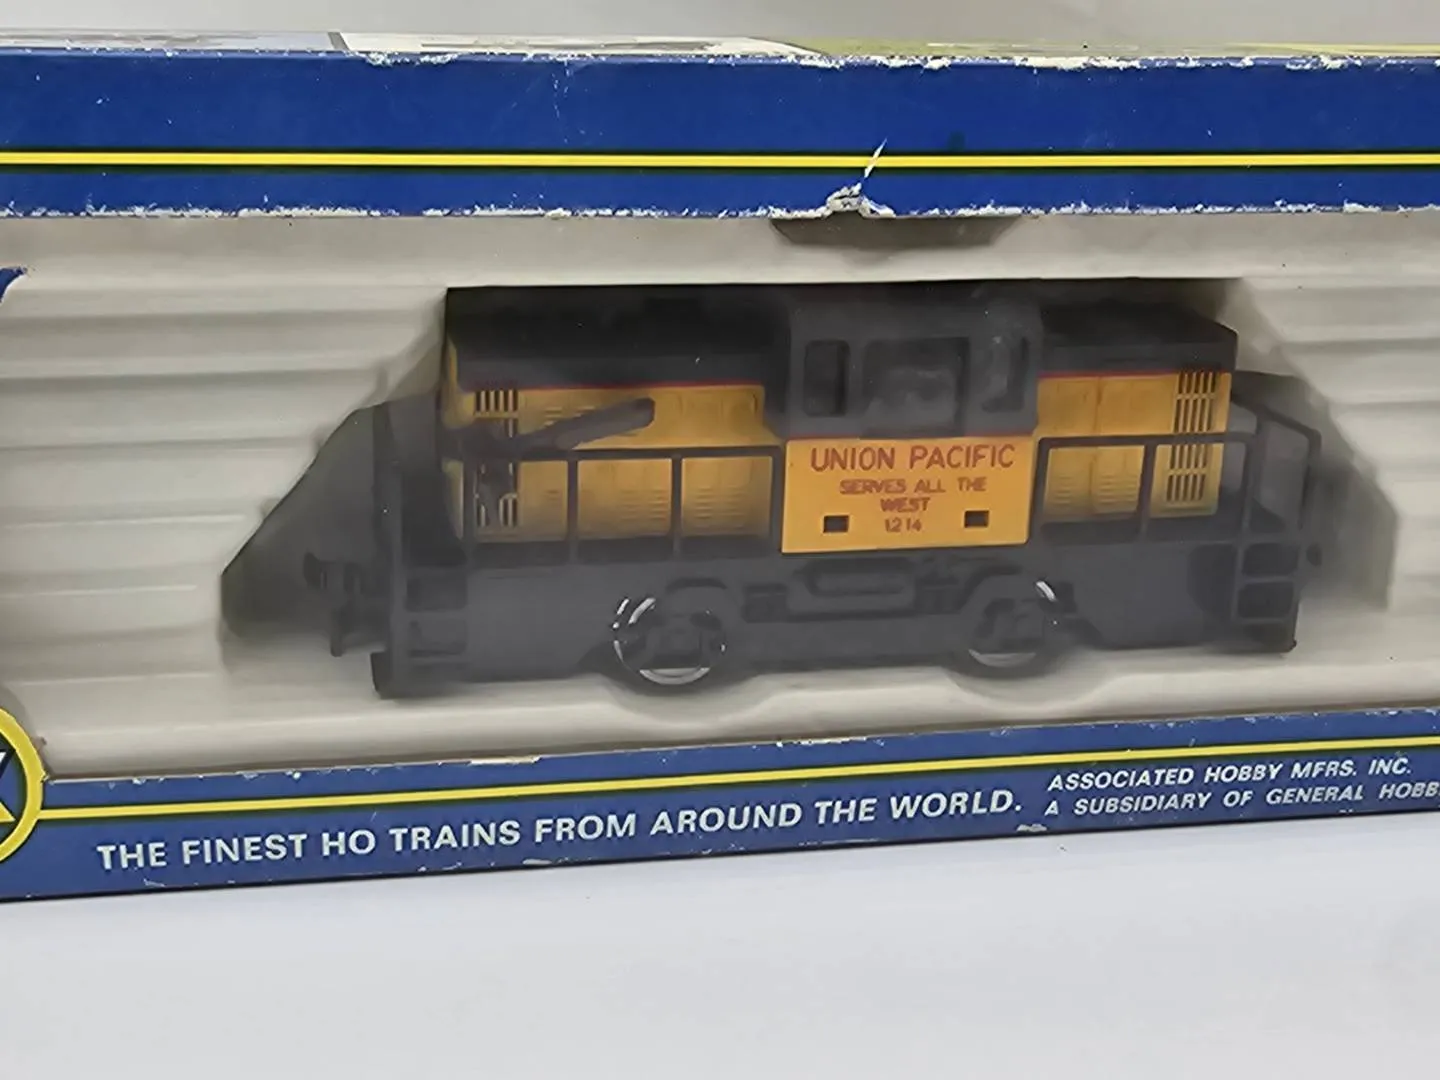 UNION PACIFIC
SERVES ALL THE
WEST
1214
THE FINEST HO TRAINS FROM AROUND THE WORLD.
ASSOCIATED HOBBY MFRS. INC.
A SUBSIDIARY OF GENERAL